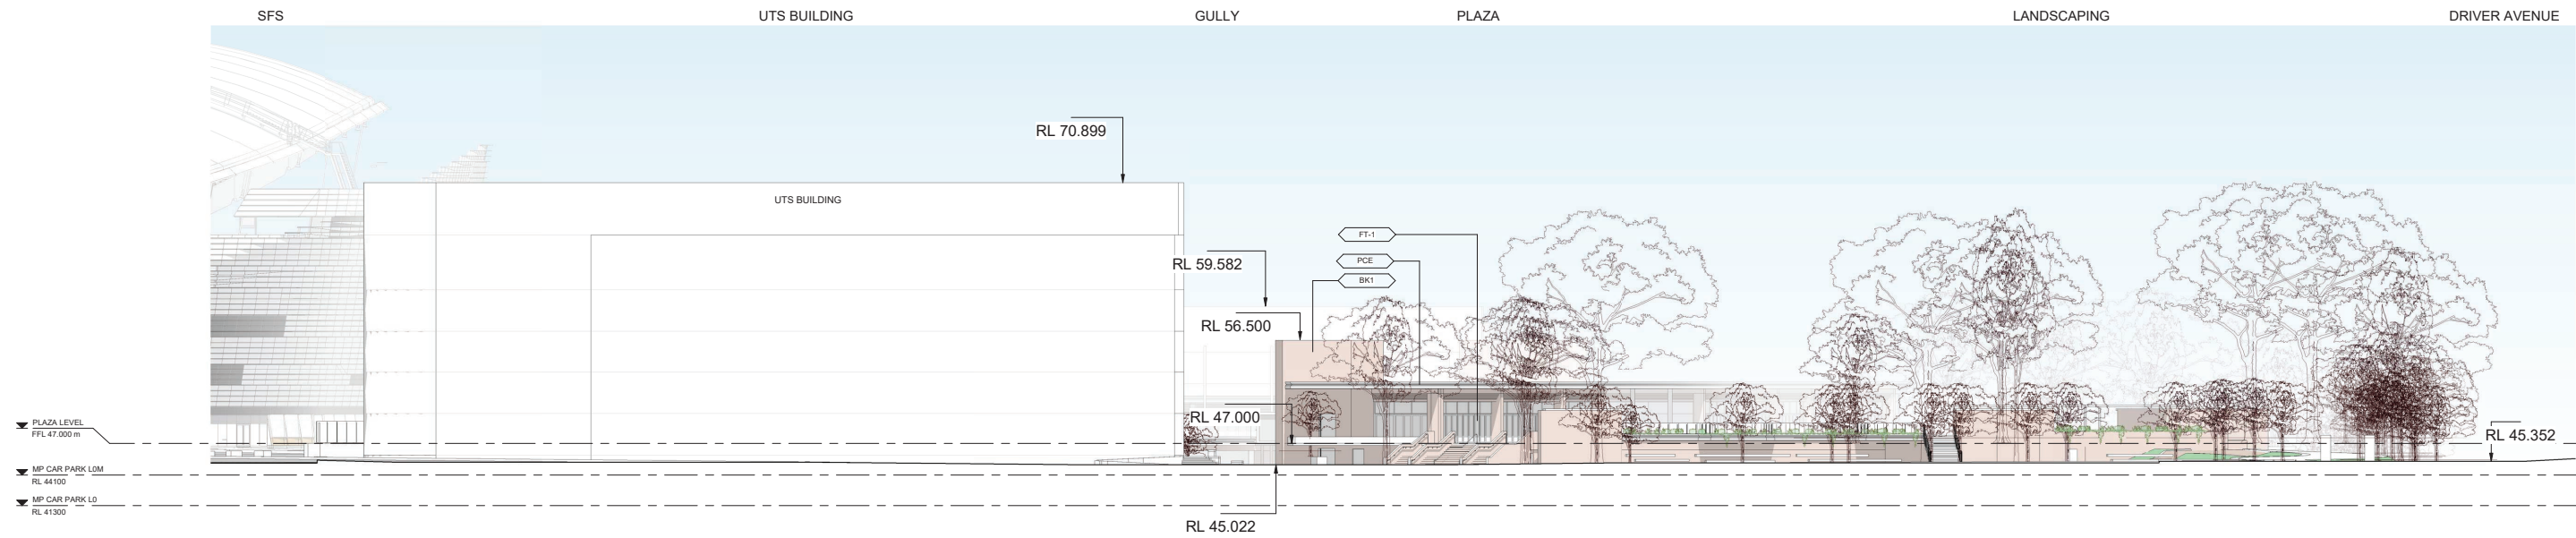 SFS
UTS BUILDING
GULLY
PLAZA
LANDSCAPING
DRIVER AVENUE
RL 70.899
UTS BUILDING
FT-1
RL 59.582
PCE
BK1
RL 56.500
RL 47.000
PLAZA LEVEL
FFL 47.000 m
RL 45.352
MP CAR PARK L0M
RL 44100
MP CAR PARK L0
RL 41300
RL 45.022